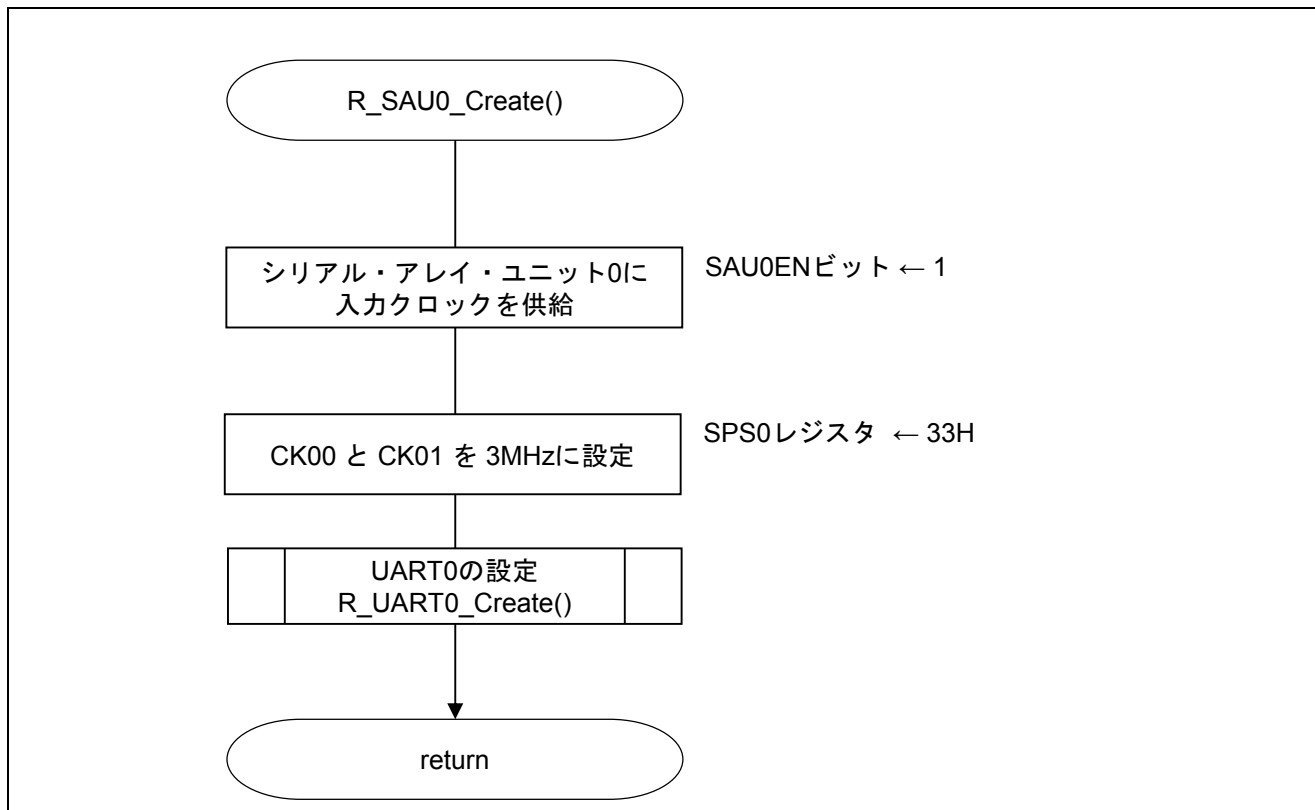 R_SAU0_Create()
シリアル・アレイ・ユニット0に
入力クロックを供給
SAU0ENビット ← 1
CK00 と CK01 を 3MHzに設定
SPS0レジスタ ← 33H
UART0の設定
R_UART0_Create()
return